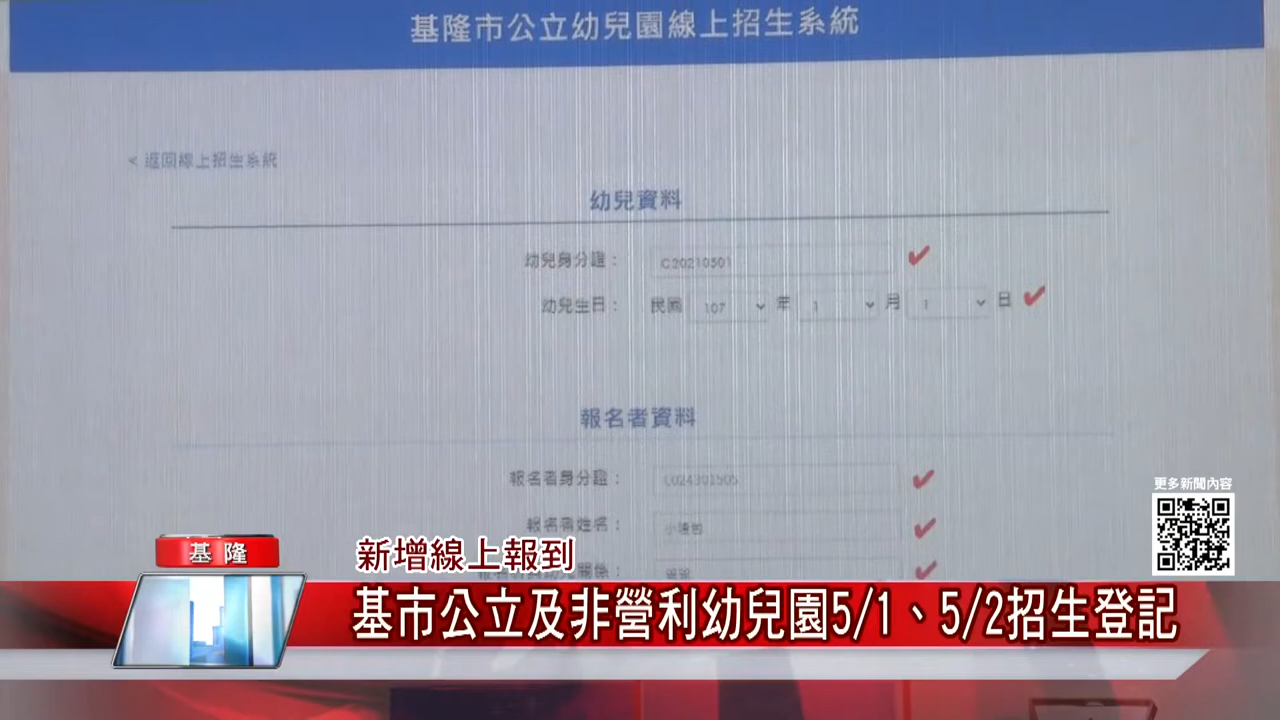 基隆市公立幼兒園線上招生系統
< 返回線上招生系統
幼兒資料
幼兒身分證： C20210501
幼兒生日： 民國 107 年 1 月 1 日
報名者資料
報名者身分證：
報名者姓名：
更多新聞內容
基隆
新增線上報到
基市公立及非營利幼兒園5/1、5/2招生登記